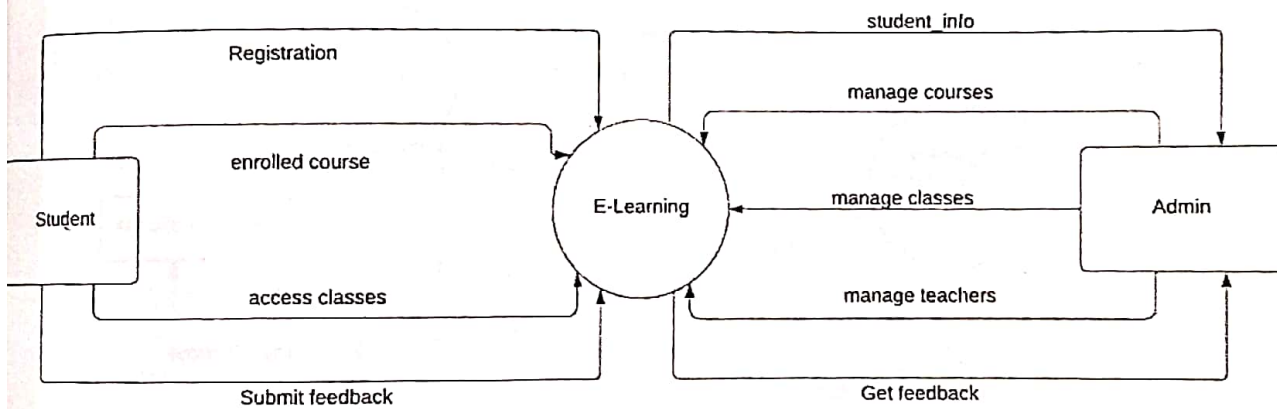 student_info
Registration
manage courses
enrolled course
E-Learning
manage classes
Admin
Student
access classes
manage teachers
Submit feedback
Get feedback